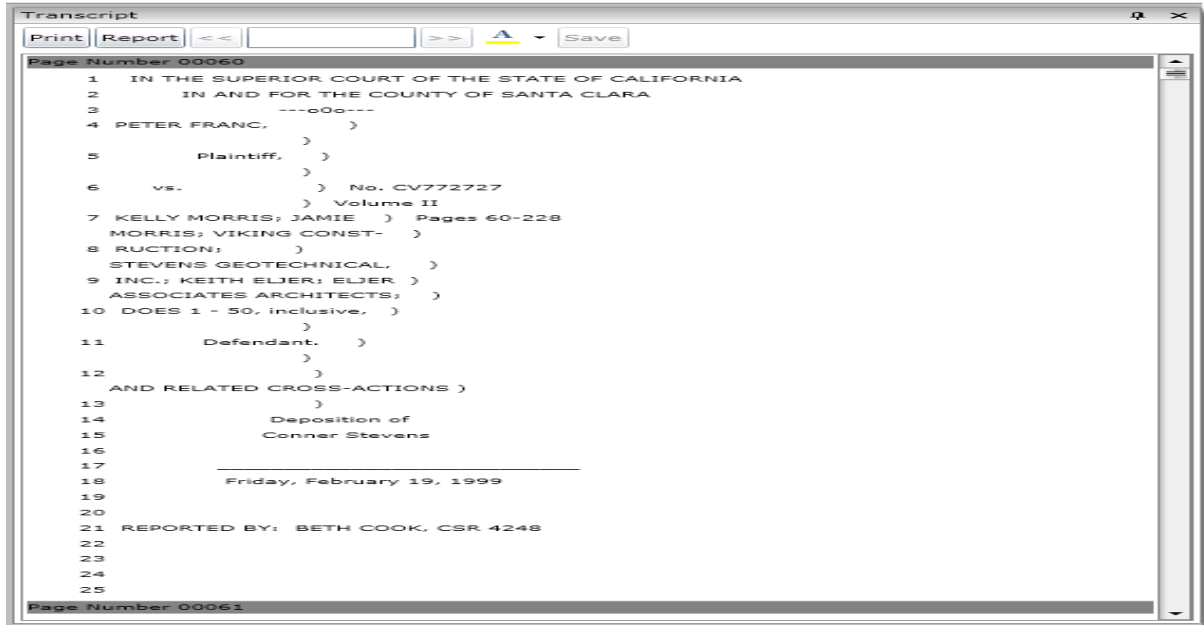 Transcript
Print Report << >> A Save
Page Number 00060
1 IN THE SUPERIOR COURT OF THE STATE OF CALIFORNIA
2 IN AND FOR THE COUNTY OF SANTA CLARA
3 ---o0o---
4 PETER FRANC, )
)
5 Plaintiff, )
)
6 vs. ) No. CV772727
) Volume II
7 KELLY MORRIS; JAMIE ) Pages 60-228
MORRIS; VIKING CONST- )
8 RUCTION; )
STEVENS GEOTECHNICAL, )
9 INC.; KEITH ELJER; ELJER )
ASSOCIATES ARCHITECTS; )
10 DOES 1 - 50, inclusive, )
)
11 Defendant. )
)
12 )
AND RELATED CROSS-ACTIONS )
13 )
14 Deposition of
15 Conner Stevens
16
17 ______________________________
18 Friday, February 19, 1999
19
20
21 REPORTED BY: BETH COOK, CSR 4248
22
23
24
25
Page Number 00061